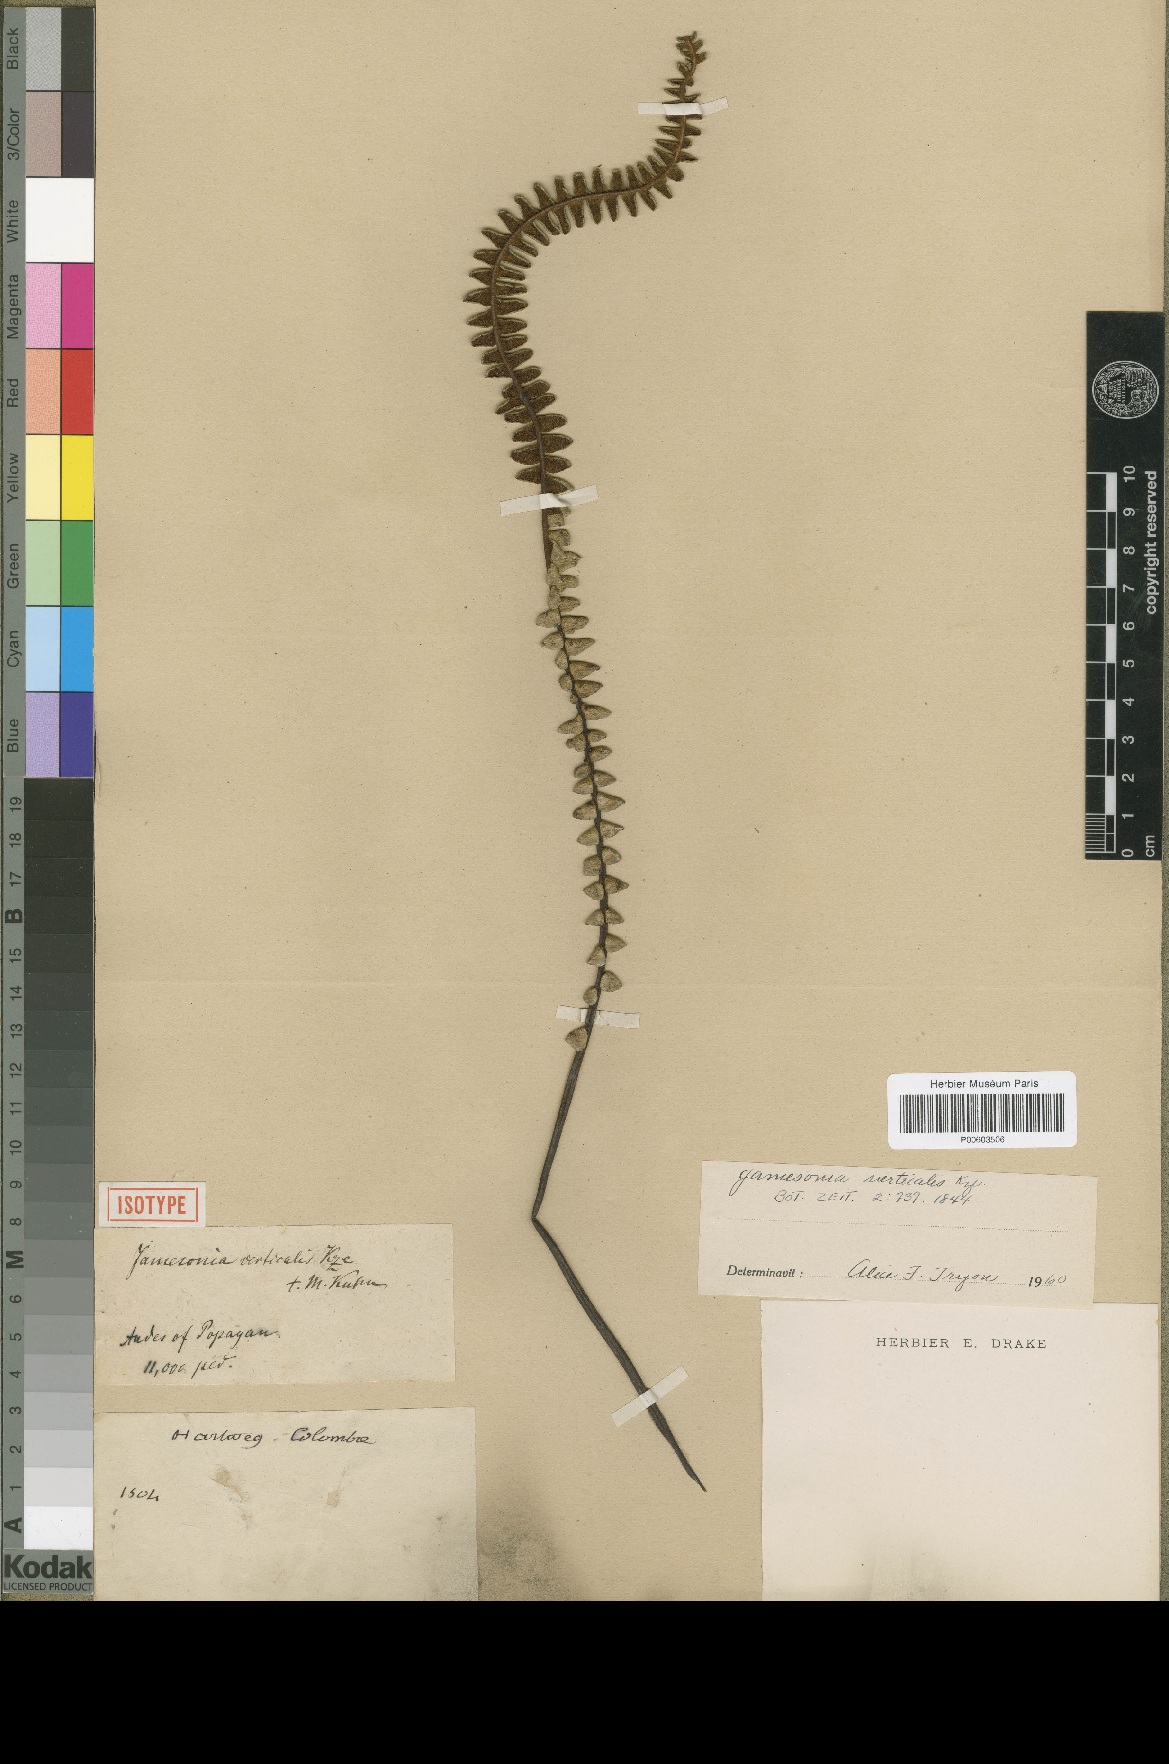 Black
3/Color
White
Magenta
Red
Yellow
Green
Cyan
Blue
19
18
17
B
15
14
13
12
11
10
9
8
M
6
5
4
3
2
1
A
Kodak
LICENSED PRODUCT
copyright reserved
10
9
8
7
6
5
4
3
2
1
0
cm
Herbier Muséum Paris
P00603506
Jamesonia verticalis Kze.
BOT. ZEIT. 2: 737. 1844
Determinavit: Alice F. Tryon 1960
HERBIER E. DRAKE
ISOTYPE
Jamesonia verticalis Kze
t. M. Kuhn
Andes of Popayan
11,000 ped.
Hartweg - Colombie
1504